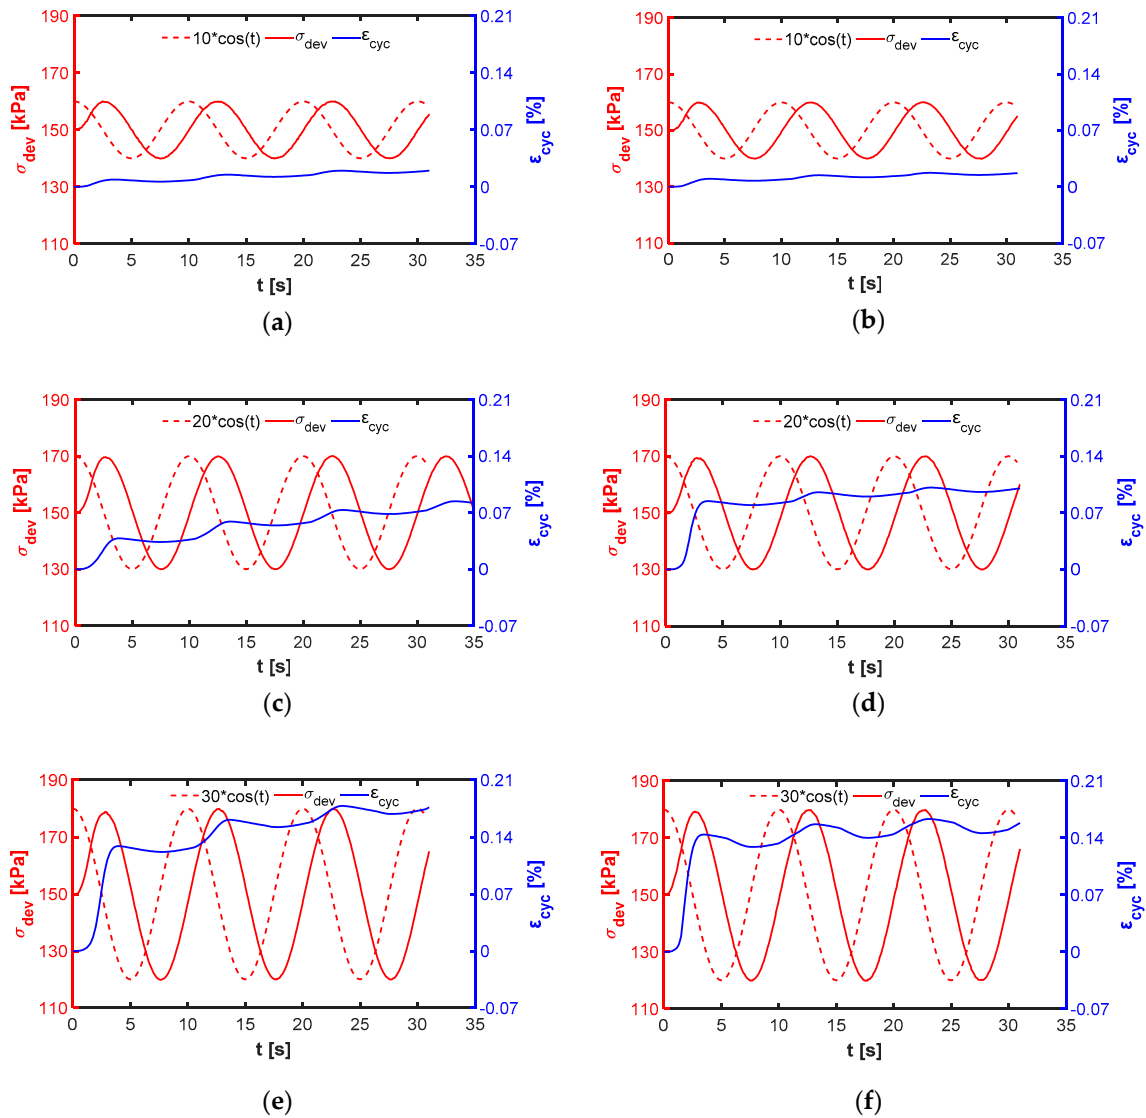 190
170
150
130
110
σdev [kPa]
10*cos(t) σdev εcyc
0.21
0.14
0.07
0
-0.07
εcyc [%]
0 5 10 15 20 25 30 35
t [s]
(a)
190
170
150
130
110
σdev [kPa]
10*cos(t) σdev εcyc
0.21
0.14
0.07
0
-0.07
εcyc [%]
0 5 10 15 20 25 30 35
t [s]
(b)
190
170
150
130
110
σdev [kPa]
20*cos(t) σdev εcyc
0.21
0.14
0.07
0
-0.07
εcyc [%]
0 5 10 15 20 25 30 35
t [s]
(c)
190
170
150
130
110
σdev [kPa]
20*cos(t) σdev εcyc
0.21
0.14
0.07
0
-0.07
εcyc [%]
0 5 10 15 20 25 30 35
t [s]
(d)
190
170
150
130
110
σdev [kPa]
30*cos(t) σdev εcyc
0.21
0.14
0.07
0
-0.07
εcyc [%]
0 5 10 15 20 25 30 35
t [s]
(e)
190
170
150
130
110
σdev [kPa]
30*cos(t) σdev εcyc
0.21
0.14
0.07
0
-0.07
εcyc [%]
0 5 10 15 20 25 30 35
t [s]
(f)